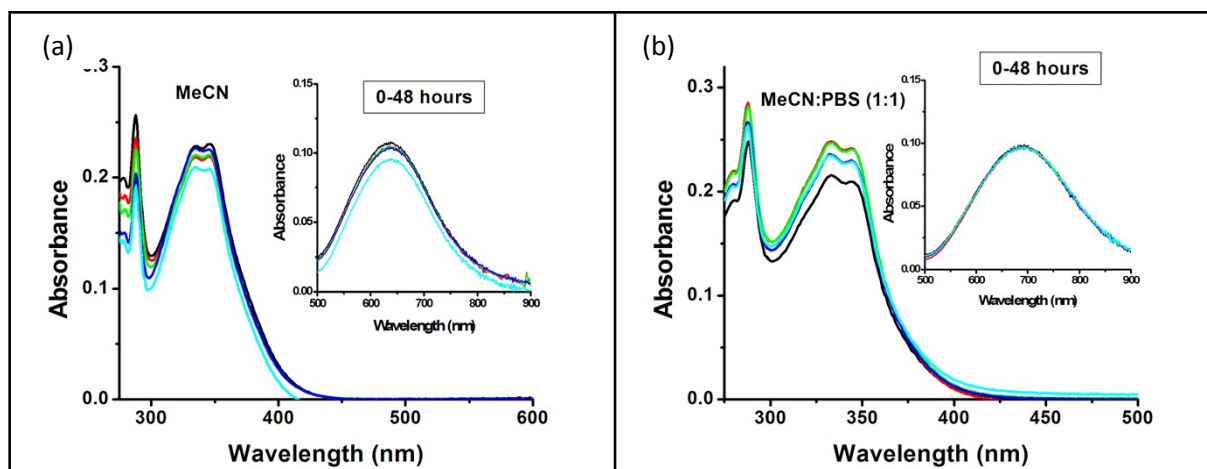 (a)
MeCN
0-48 hours
Absorbance
0.3
0.2
0.1
0.0
300
400
500
600
Wavelength (nm)
Absorbance
0.15
0.10
0.05
0.00
500
600
700
800
900
Wavelength (nm)
(b)
MeCN:PBS (1:1)
0-48 hours
Absorbance
0.3
0.2
0.1
0.0
300
350
400
450
500
Wavelength (nm)
Absorbance
0.15
0.10
0.05
0.00
500
600
700
800
900
Wavelength (nm)